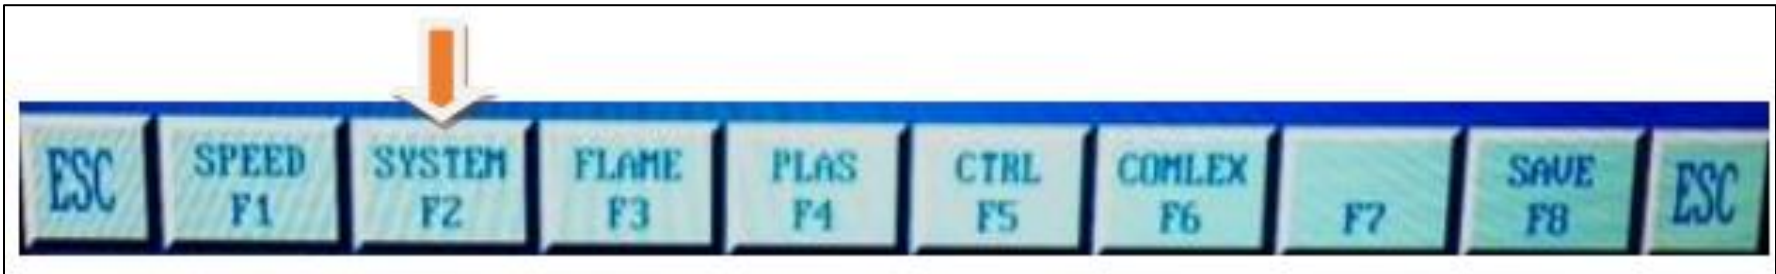 ESC
SPEED
F1
SYSTEM
F2
FLAME
F3
PLAS
F4
CTRL
F5
COMLEX
F6
F7
SAVE
F8
ESC